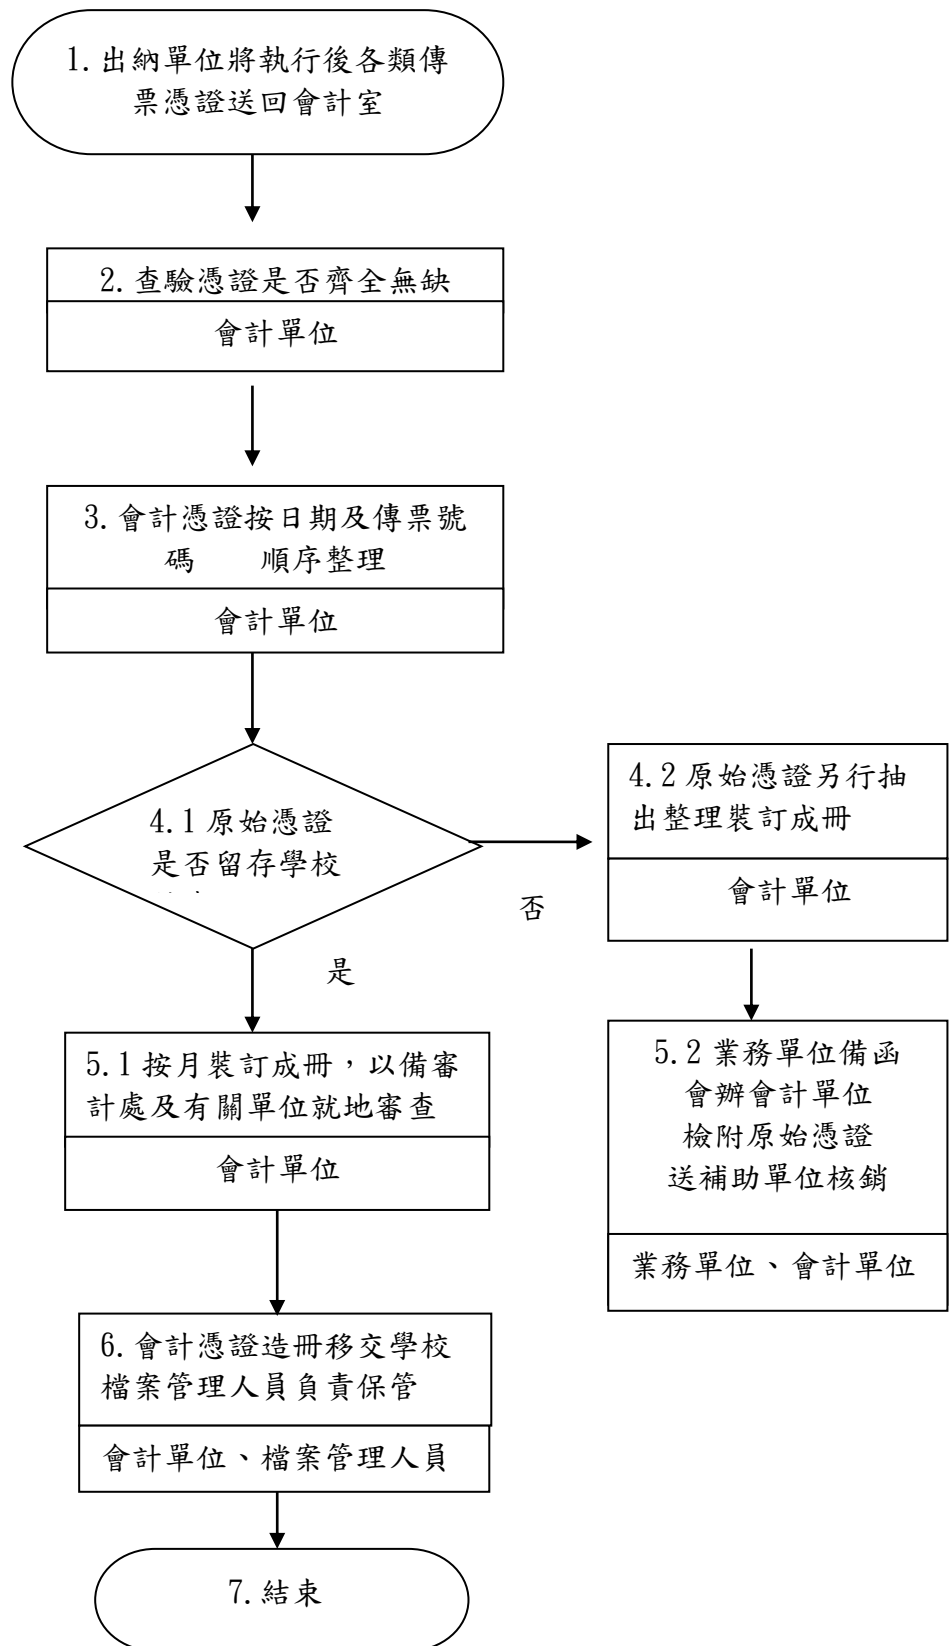 1.出納單位將執行後各類傳
票憑證送回會計室
2.查驗憑證是否齊全無缺
會計單位
3.會計憑證按日期及傳票號
碼　　順序整理
會計單位
4.1 原始憑證
是否留存學校
否
是
4.2 原始憑證另行抽
出整理裝訂成冊
會計單位
5.1 按月裝訂成冊，以備審
計處及有關單位就地審查
會計單位
5.2 業務單位備函
會辦會計單位
檢附原始憑證
送補助單位核銷
業務單位、會計單位
6.會計憑證造冊移交學校
檔案管理人員負責保管
會計單位、檔案管理人員
7.結束